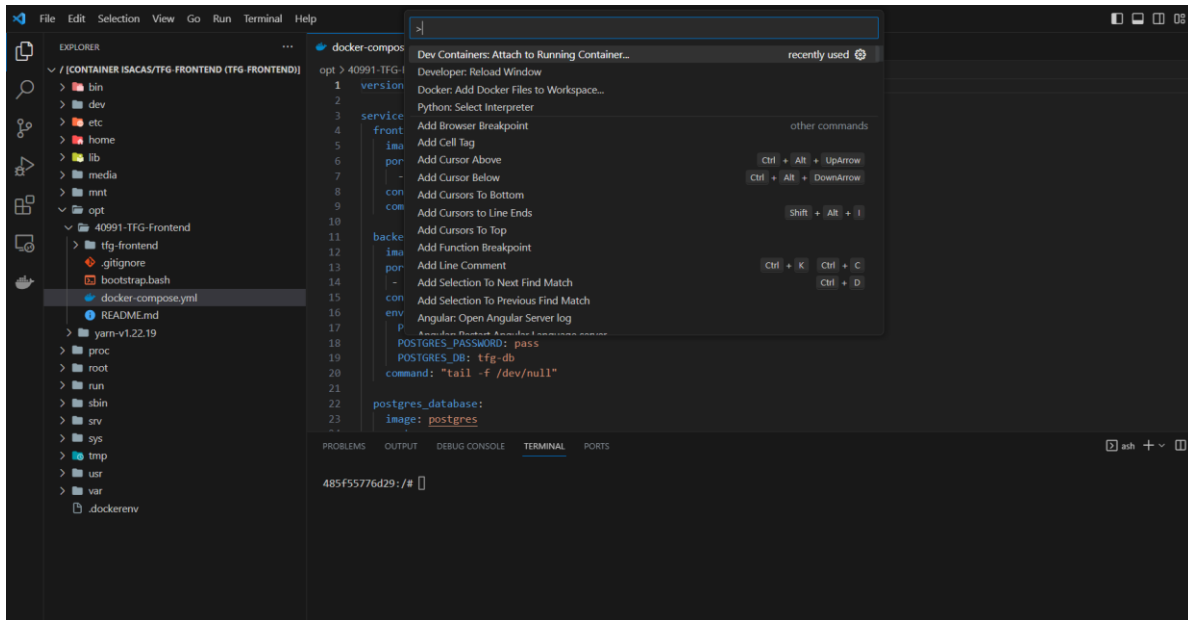 File Edit Selection View Go Run Terminal Help
>
EXPLORER
docker-compos
/ [CONTAINER ISACAS/TFG-FRONTEND (TFG-FRONTEND)]
bin
dev
etc
home
lib
media
mnt
opt
40991-TFG-Frontend
tfg-frontend
.gitignore
bootstrap.bash
docker-compose.yml
README.md
yarn-v1.22.19
proc
root
run
sbin
srv
sys
tmp
usr
var
.dockerenv
opt > 40991-TFG-
1 version
2
3 service
4 front
5 ima
6 por
7 -
8 con
9 com
10
11 backe
12 ima
13 por
14 -
15 con
16 env
17 P
18 POSTGRES_PASSWORD: pass
19 POSTGRES_DB: tfg-db
20 command: "tail -f /dev/null"
21
22 postgres_database:
23 image: postgres
Dev Containers: Attach to Running Container... recently used
Developer: Reload Window
Docker: Add Docker Files to Workspace...
Python: Select Interpreter
Add Browser Breakpoint other commands
Add Cell Tag
Add Cursor Above Ctrl + Alt + UpArrow
Add Cursor Below Ctrl + Alt + DownArrow
Add Cursors To Bottom
Add Cursors to Line Ends Shift + Alt + I
Add Cursors To Top
Add Function Breakpoint
Add Line Comment Ctrl + K Ctrl + C
Add Selection To Next Find Match Ctrl + D
Add Selection To Previous Find Match
Angular: Open Angular Server log
Angular: Restart Angular Language server
PROBLEMS OUTPUT DEBUG CONSOLE TERMINAL PORTS
ash
485f55776d29:/#